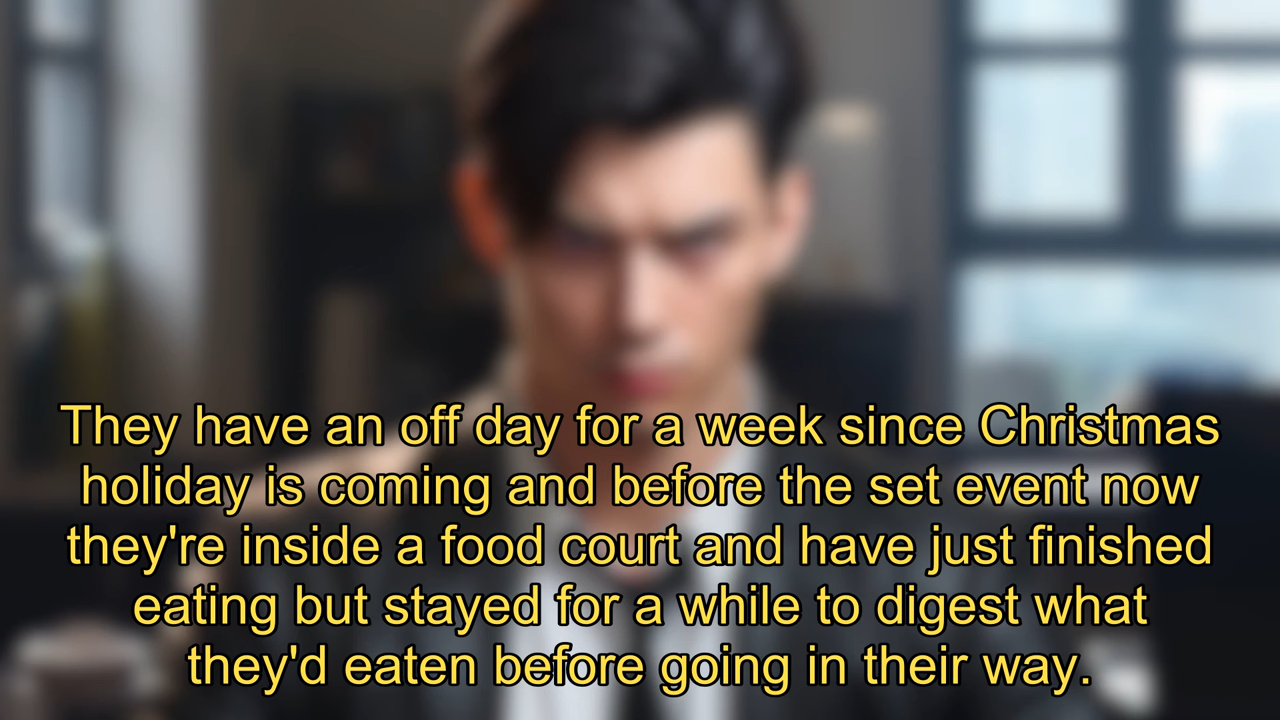 They have an off day for a week since Christmas
holiday is coming and before the set event now
they're inside a food court and have just finished
eating but stayed for a while to digest what
they'd eaten before going in their way.